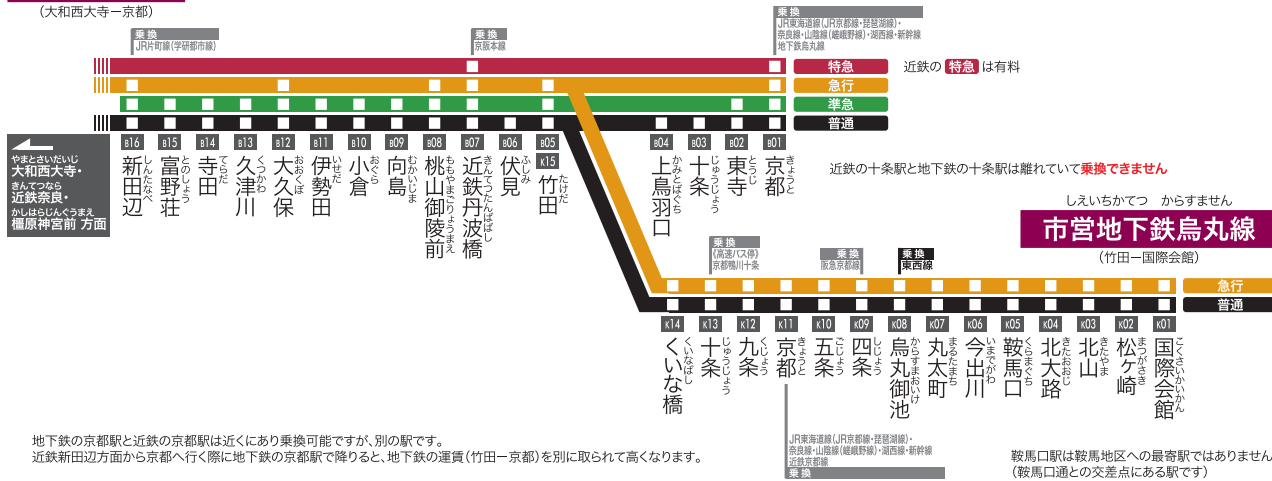 (大和西大寺ー京都)
乗 換
JR片町線(学研都市線)
乗 換
京阪本線
乗 換
JR東海道線(JR京都線・琵琶湖線)・
奈良線・山陰線(嵯峨野線)・湖西線・新幹線
地下鉄烏丸線
特急
急行
準急
普通
近鉄の 特急 は有料
やまとさいだいじ
大和西大寺・
きんてつなら
近鉄奈良・
かしはらじんぐうまえ
橿原神宮前 方面
B16
新田辺
しんたなべ
B15
富野荘
とのしょう
B14
寺田
てらだ
B13
久津川
くつかわ
B12
大久保
おおくぼ
B11
伊勢田
いせだ
B10
小倉
おぐら
B09
向島
むかいじま
B08
桃山御陵前
ももやまごりょうまえ
B07
近鉄丹波橋
きんてつたんばばし
B06
伏見
ふしみ
B05
K15
竹田
たけだ
B04
上鳥羽口
かみとばぐち
B03
十条
じゅうじょう
B02
東寺
とうじ
B01
京都
きょうと
近鉄の十条駅と地下鉄の十条駅は離れていて乗換できません
しえいちかてつ からすません
市営地下鉄烏丸線
(竹田ー国際会館)
乗 換
《高速バス停》
京都鴨川十条
乗 換
阪急京都線
乗 換
東西線
急行
普通
K14
くいな橋
くいなばし
K13
十条
じゅうじょう
K12
九条
くじょう
K11
京都
きょうと
K10
五条
ごじょう
K09
四条
しじょう
K08
烏丸御池
からすまおいけ
K07
丸太町
まるたまち
K06
今出川
いまでがわ
K05
鞍馬口
くらまぐち
K04
北大路
きたおおじ
K03
北山
きたやま
K02
松ヶ崎
まつがさき
K01
国際会館
こくさいかいかん
JR東海道線(JR京都線・琵琶湖線)・
奈良線・山陰線(嵯峨野線)・湖西線・新幹線
近鉄京都線
乗 換
地下鉄の京都駅と近鉄の京都駅は近くにあり乗換可能ですが、別の駅です。
近鉄新田辺方面から京都へ行く際に地下鉄の京都駅で降りると、地下鉄の運賃(竹田ー京都)を別に取られて高くなります。
鞍馬口駅は鞍馬地区への最寄駅ではありません
(鞍馬口通との交差点にある駅です)